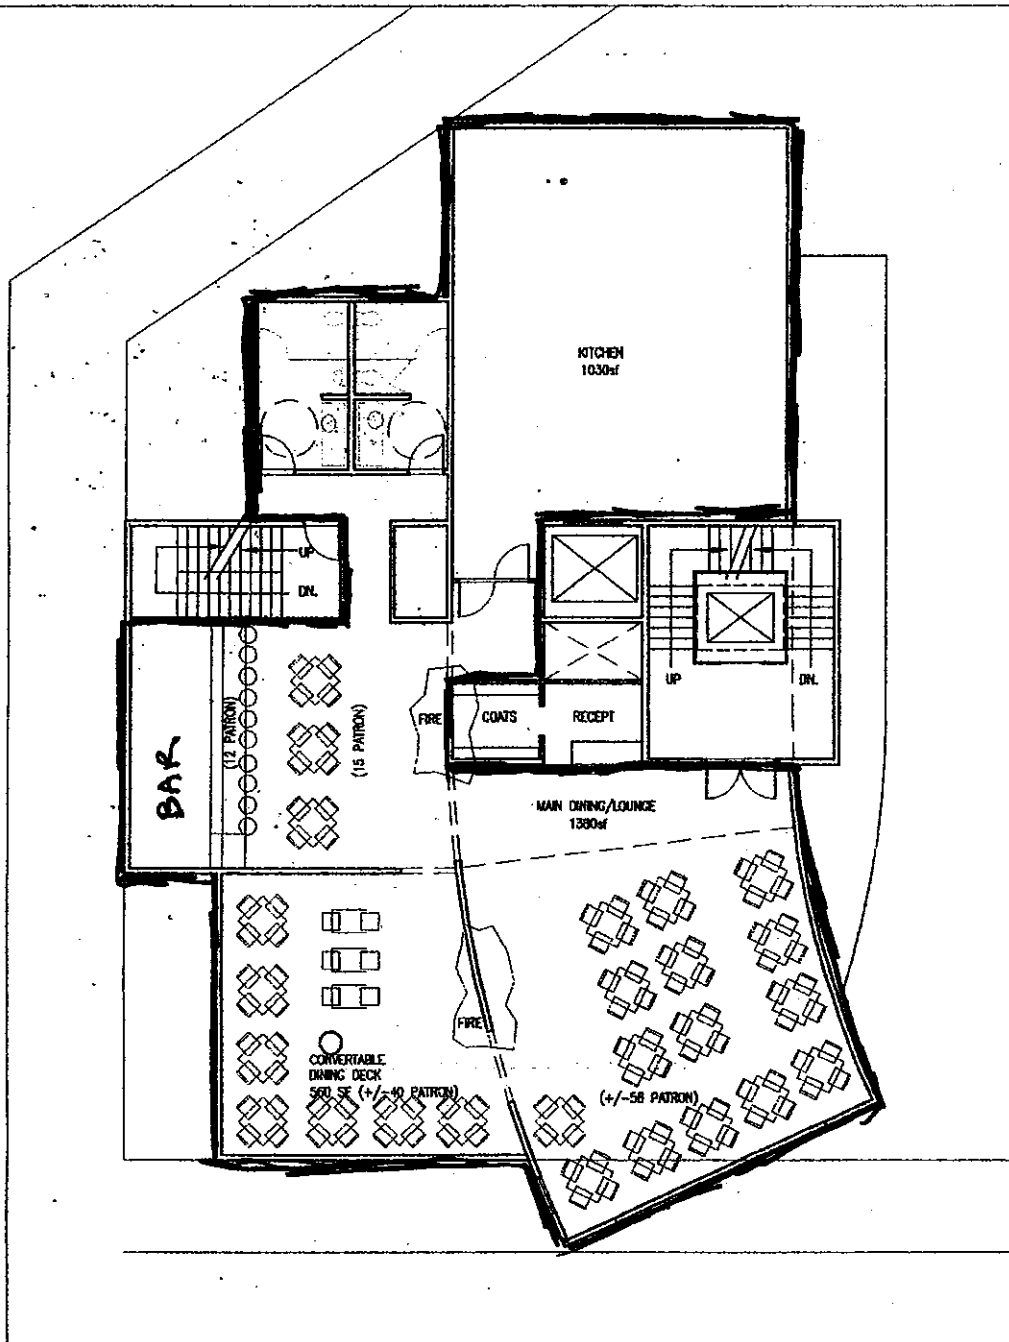 KITCHEN
1030sf
UP
DN.
(12 PATRON)
(15 PATRON)
BAR
FIRE
COATS
RECEPT
UP
DN.
MAIN DINING/LOUNGE
1380sf
FIRE
CONVERTABLE
DINING DECK
560 SF (+/-40 PATRON)
(+/-56 PATRON)